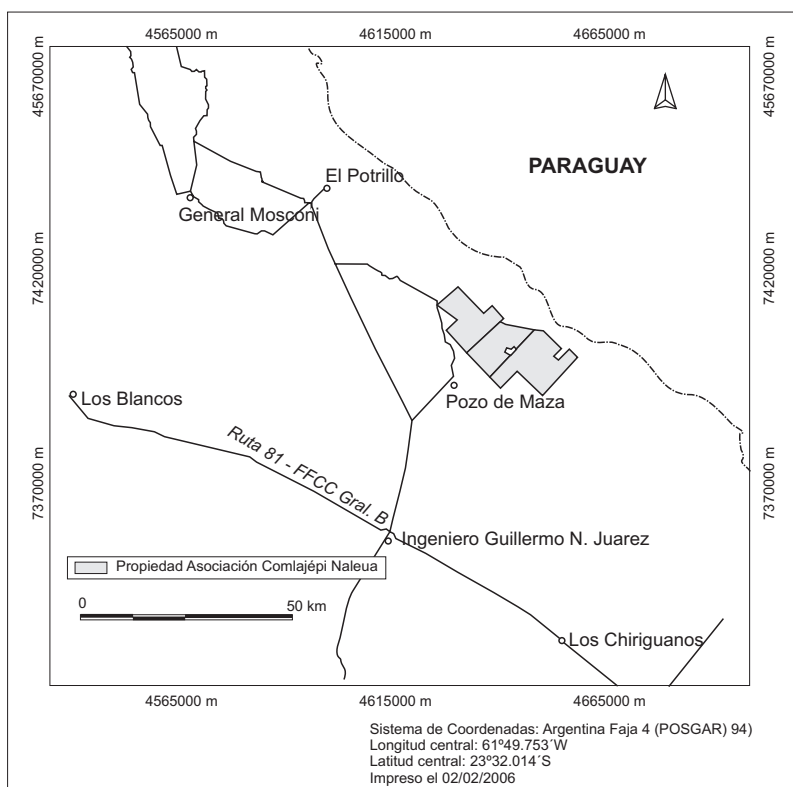 4565000 m
4615000 m
4665000 m
45670000 m
45670000 m
PARAGUAY
El Potrillo
General Mosconi
7420000 m
7420000 m
Los Blancos
Pozo de Maza
Ruta 81 - FFCC Gral. B
7370000 m
7370000 m
Ingeniero Guillermo N. Juarez
Propiedad Asociación Comlajépi Naleua
0
50 km
Los Chiriguanos
4565000 m
4615000 m
4665000 m
Sistema de Coordenadas: Argentina Faja 4 (POSGAR) 94)
Longitud central: 61º49.753´W
Latitud central: 23º32.014´S
Impreso el 02/02/2006